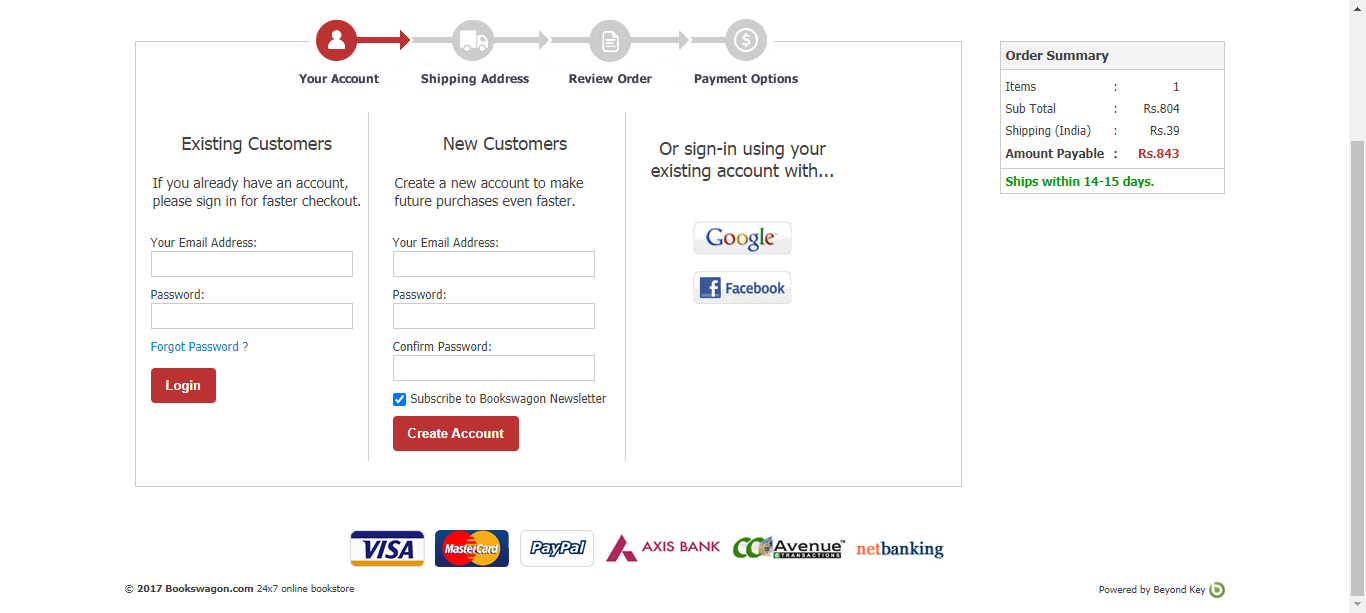 Your Account
Shipping Address
Review Order
Payment Options
Existing Customers
If you already have an account,
please sign in for faster checkout.
Your Email Address:
Password:
Forgot Password ?
Login
New Customers
Create a new account to make
future purchases even faster.
Your Email Address:
Password:
Confirm Password:
Subscribe to Bookswagon Newsletter
Create Account
Or sign-in using your
existing account with...
Google
Facebook
Order Summary
Items : 1
Sub Total : Rs.804
Shipping (India) : Rs.39
Amount Payable : Rs.843
Ships within 14-15 days.
VISA MasterCard PayPal AXIS BANK CCAvenue™ netbanking
e TRANSACTIONS
© 2017 Bookswagon.com 24x7 online bookstore
Powered by Beyond Key